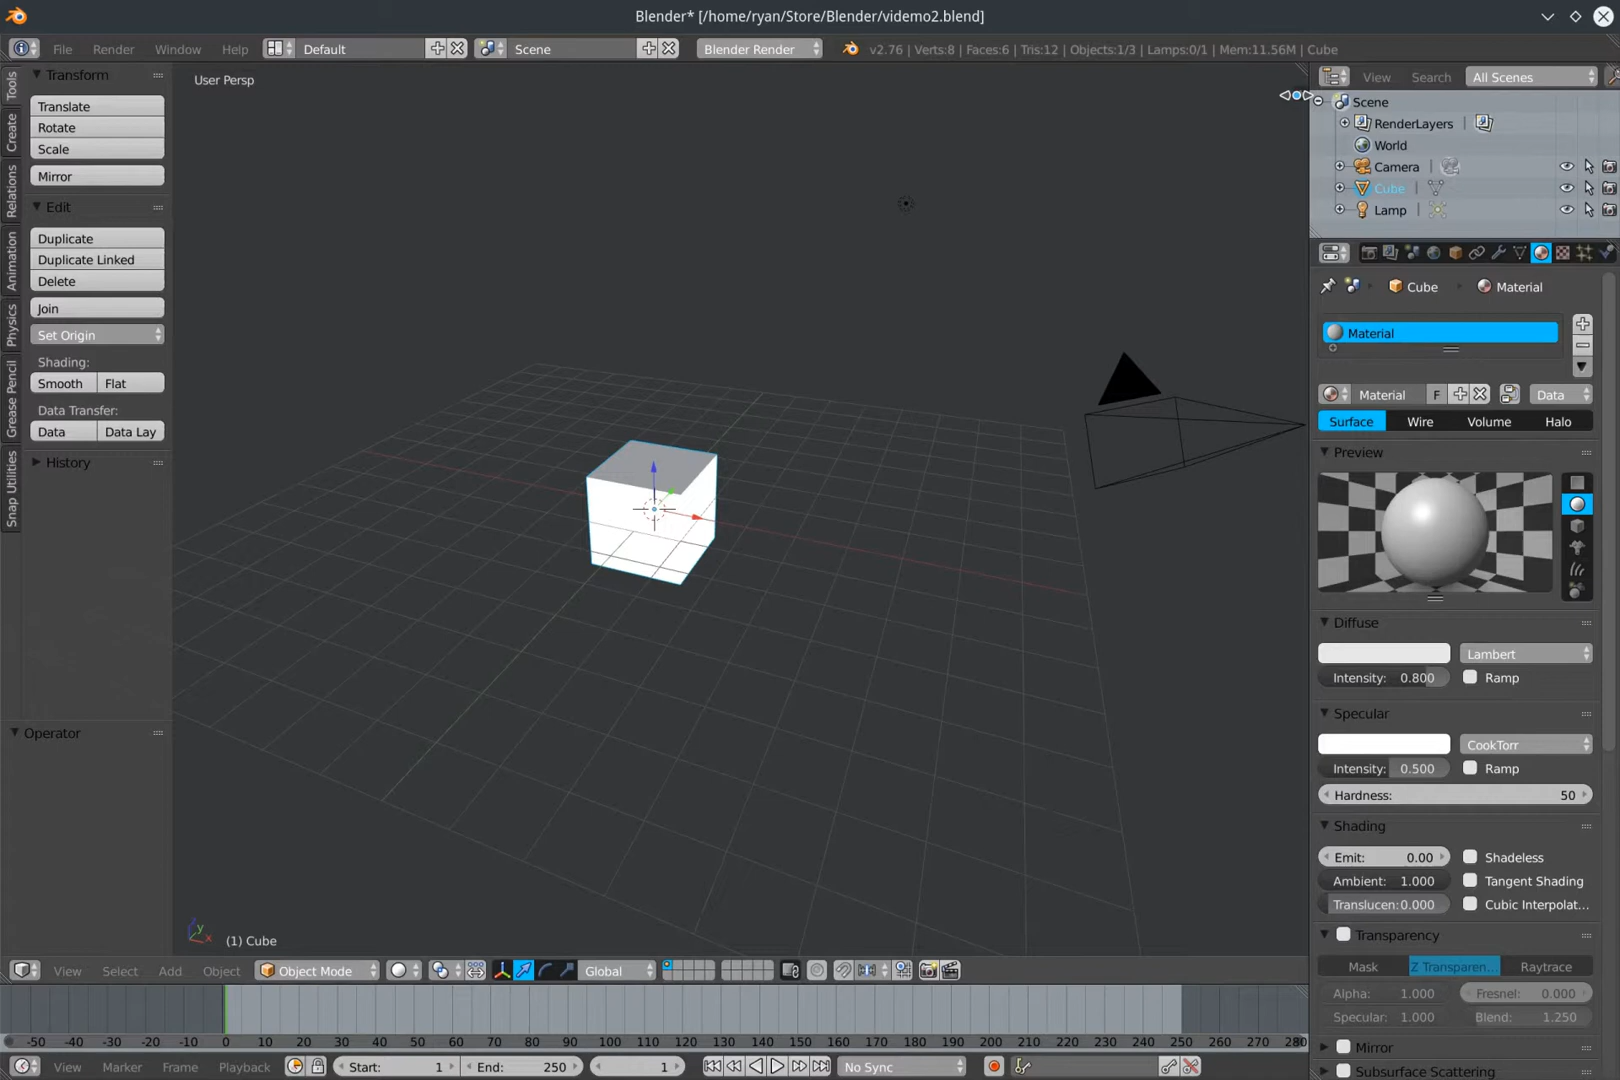 Blender* [/home/ryan/Store/Blender/videmo2.blend]
File Render Window Help Default Scene Blender Render v2.76 | Verts:8 | Faces:6 | Tris:12 | Objects:1/3 | Lamps:0/1 | Mem:11.56M | Cube
Tools
Create
Relations
Animation
Physics
Grease Pencil
Snap Utilities
Transform
Translate
Rotate
Scale
Mirror
Edit
Duplicate
Duplicate Linked
Delete
Join
Set Origin
Shading:
Smooth Flat
Data Transfer:
Data Data Lay
History
Operator
User Persp
z
y
x
(1) Cube
View Select Add Object Object Mode Global
-50 -40 -30 -20 -10 0 10 20 30 40 50 60 70 80 90 100 110 120 130 140 150 160 170 180 190 200 210 220 230 240 250 260 270 280
View Marker Frame Playback Start: 1 End: 250 1 No Sync
View Search All Scenes
Scene
RenderLayers |
World
Camera |
Cube |
Lamp |
Cube Material
Material
Material F Data
Surface Wire Volume Halo
Preview
Diffuse
Lambert
Intensity: 0.800 Ramp
Specular
CookTorr
Intensity: 0.500 Ramp
Hardness: 50
Shading
Emit: 0.00 Shadeless
Ambient: 1.000 Tangent Shading
Translucen:0.000 Cubic Interpolat...
Transparency
Mask Z Transparen... Raytrace
Alpha: 1.000 Fresnel: 0.000
Specular: 1.000 Blend: 1.250
Mirror
Subsurface Scattering